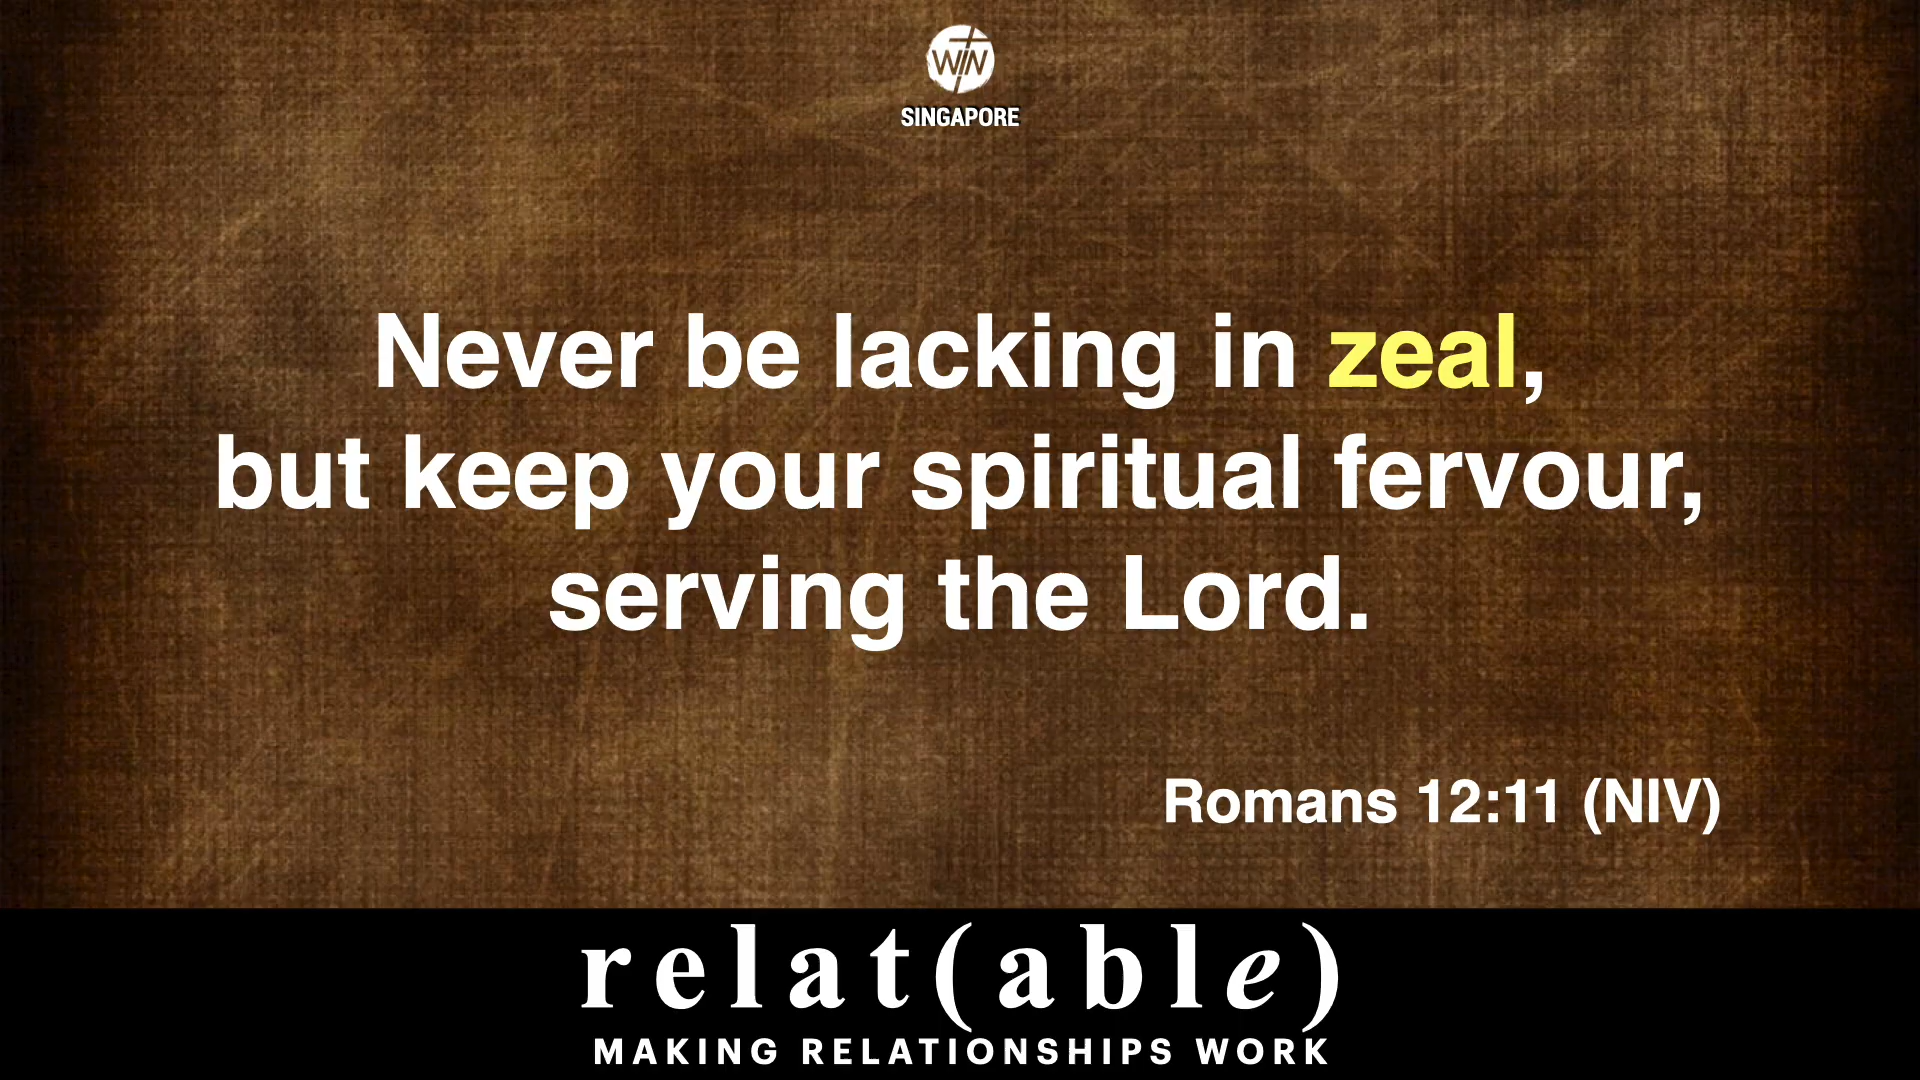 WIN
SINGAPORE
Never be lacking in zeal,
but keep your spiritual fervour,
serving the Lord.
Romans 12:11 (NIV)
relat(able)
MAKING RELATIONSHIPS WORK